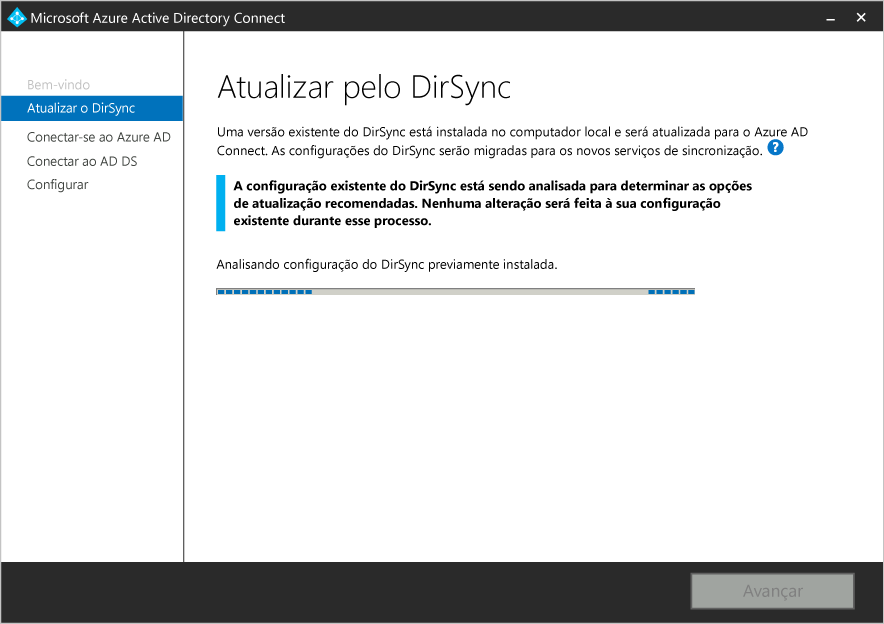 Microsoft Azure Active Directory Connect
Bem-vindo
Atualizar o DirSync
Conectar-se ao Azure AD
Conectar ao AD DS
Configurar
Atualizar pelo DirSync
Uma versão existente do DirSync está instalada no computador local e será atualizada para o Azure AD
Connect. As configurações do DirSync serão migradas para os novos serviços de sincronização. ?
A configuração existente do DirSync está sendo analisada para determinar as opções
de atualização recomendadas. Nenhuma alteração será feita à sua configuração
existente durante esse processo.
Analisando configuração do DirSync previamente instalada.
Avançar